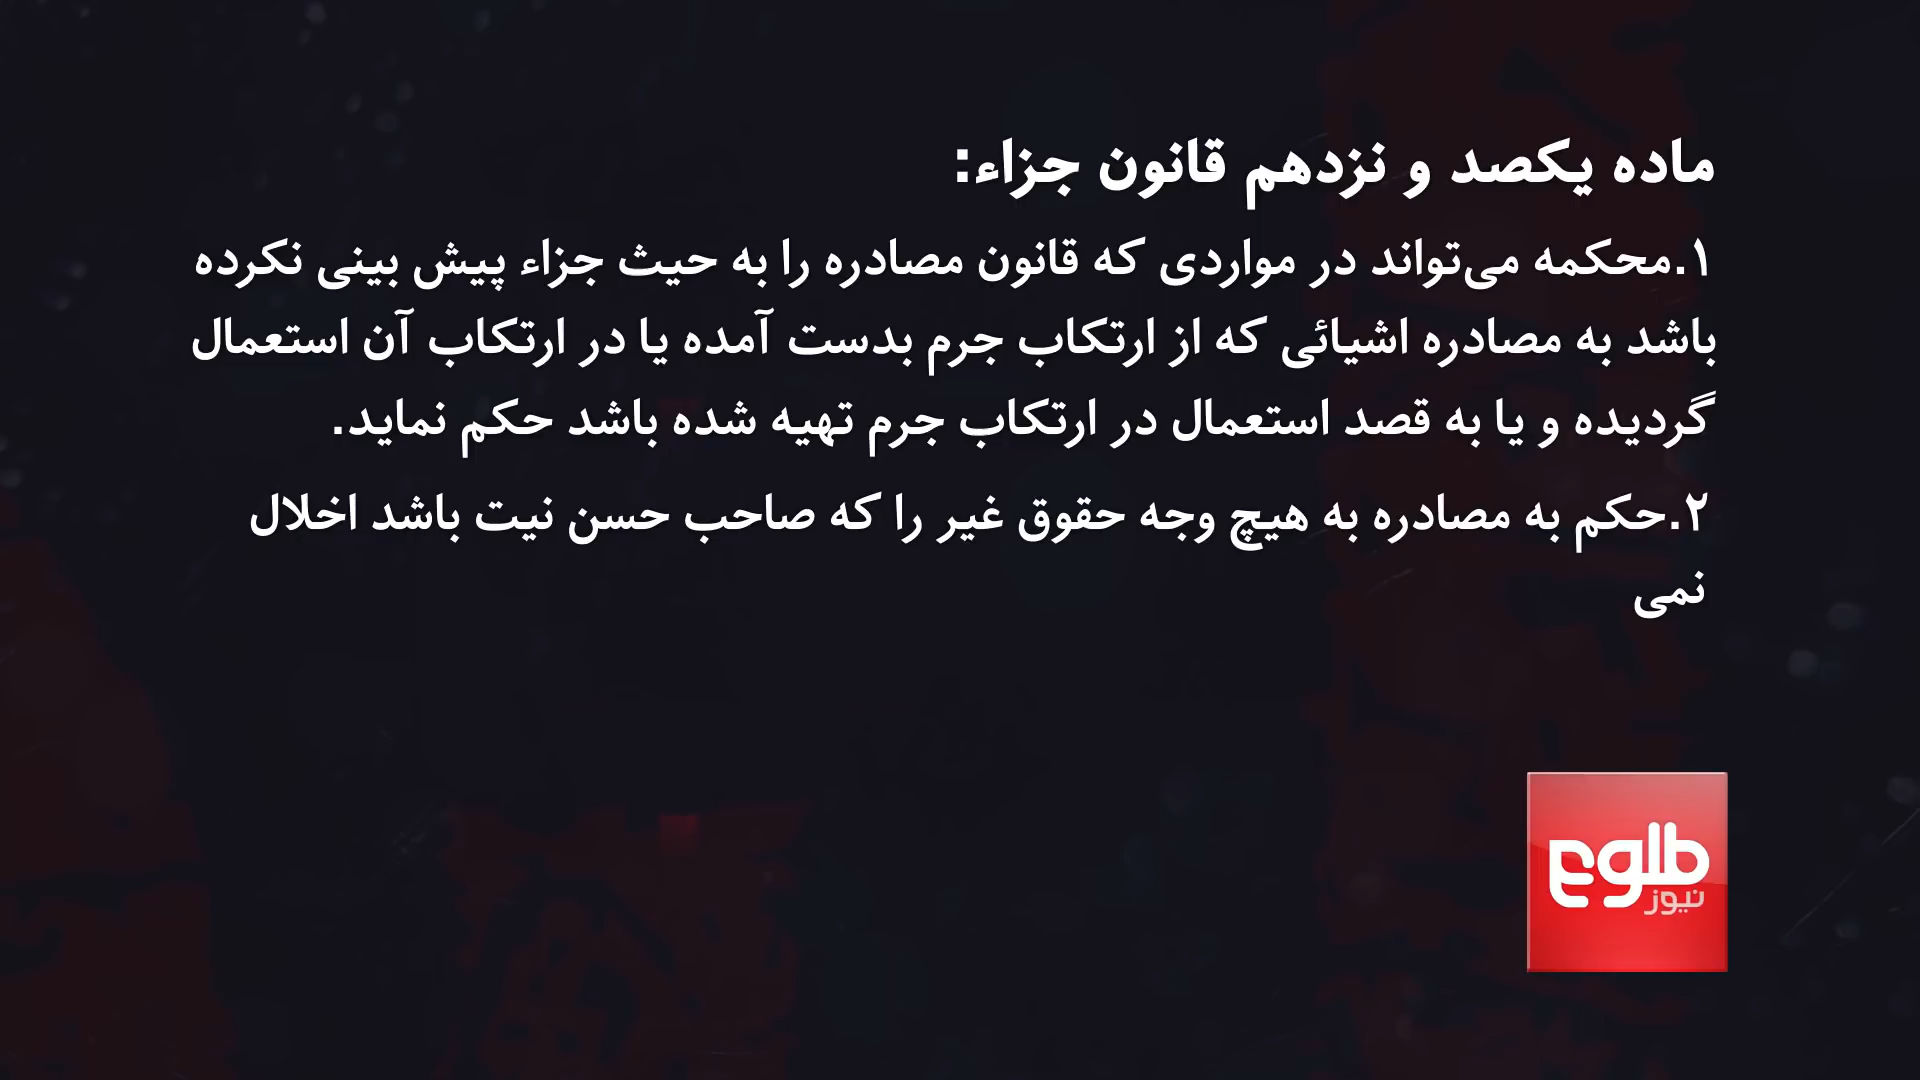 ماده یکصد و نزدهم قانون جزاء:
۱.محکمه می‌تواند در مواردی که قانون مصادره را به حیث جزاء پیش بینی نکرده
باشد به مصادره اشیائی که از ارتکاب جرم بدست آمده یا در ارتکاب آن استعمال
گردیده و یا به قصد استعمال در ارتکاب جرم تهیه شده باشد حکم نماید.
۲.حکم به مصادره به هیچ وجه حقوق غیر را که صاحب حسن نیت باشد اخلال
نمی
طلوع
نیوز